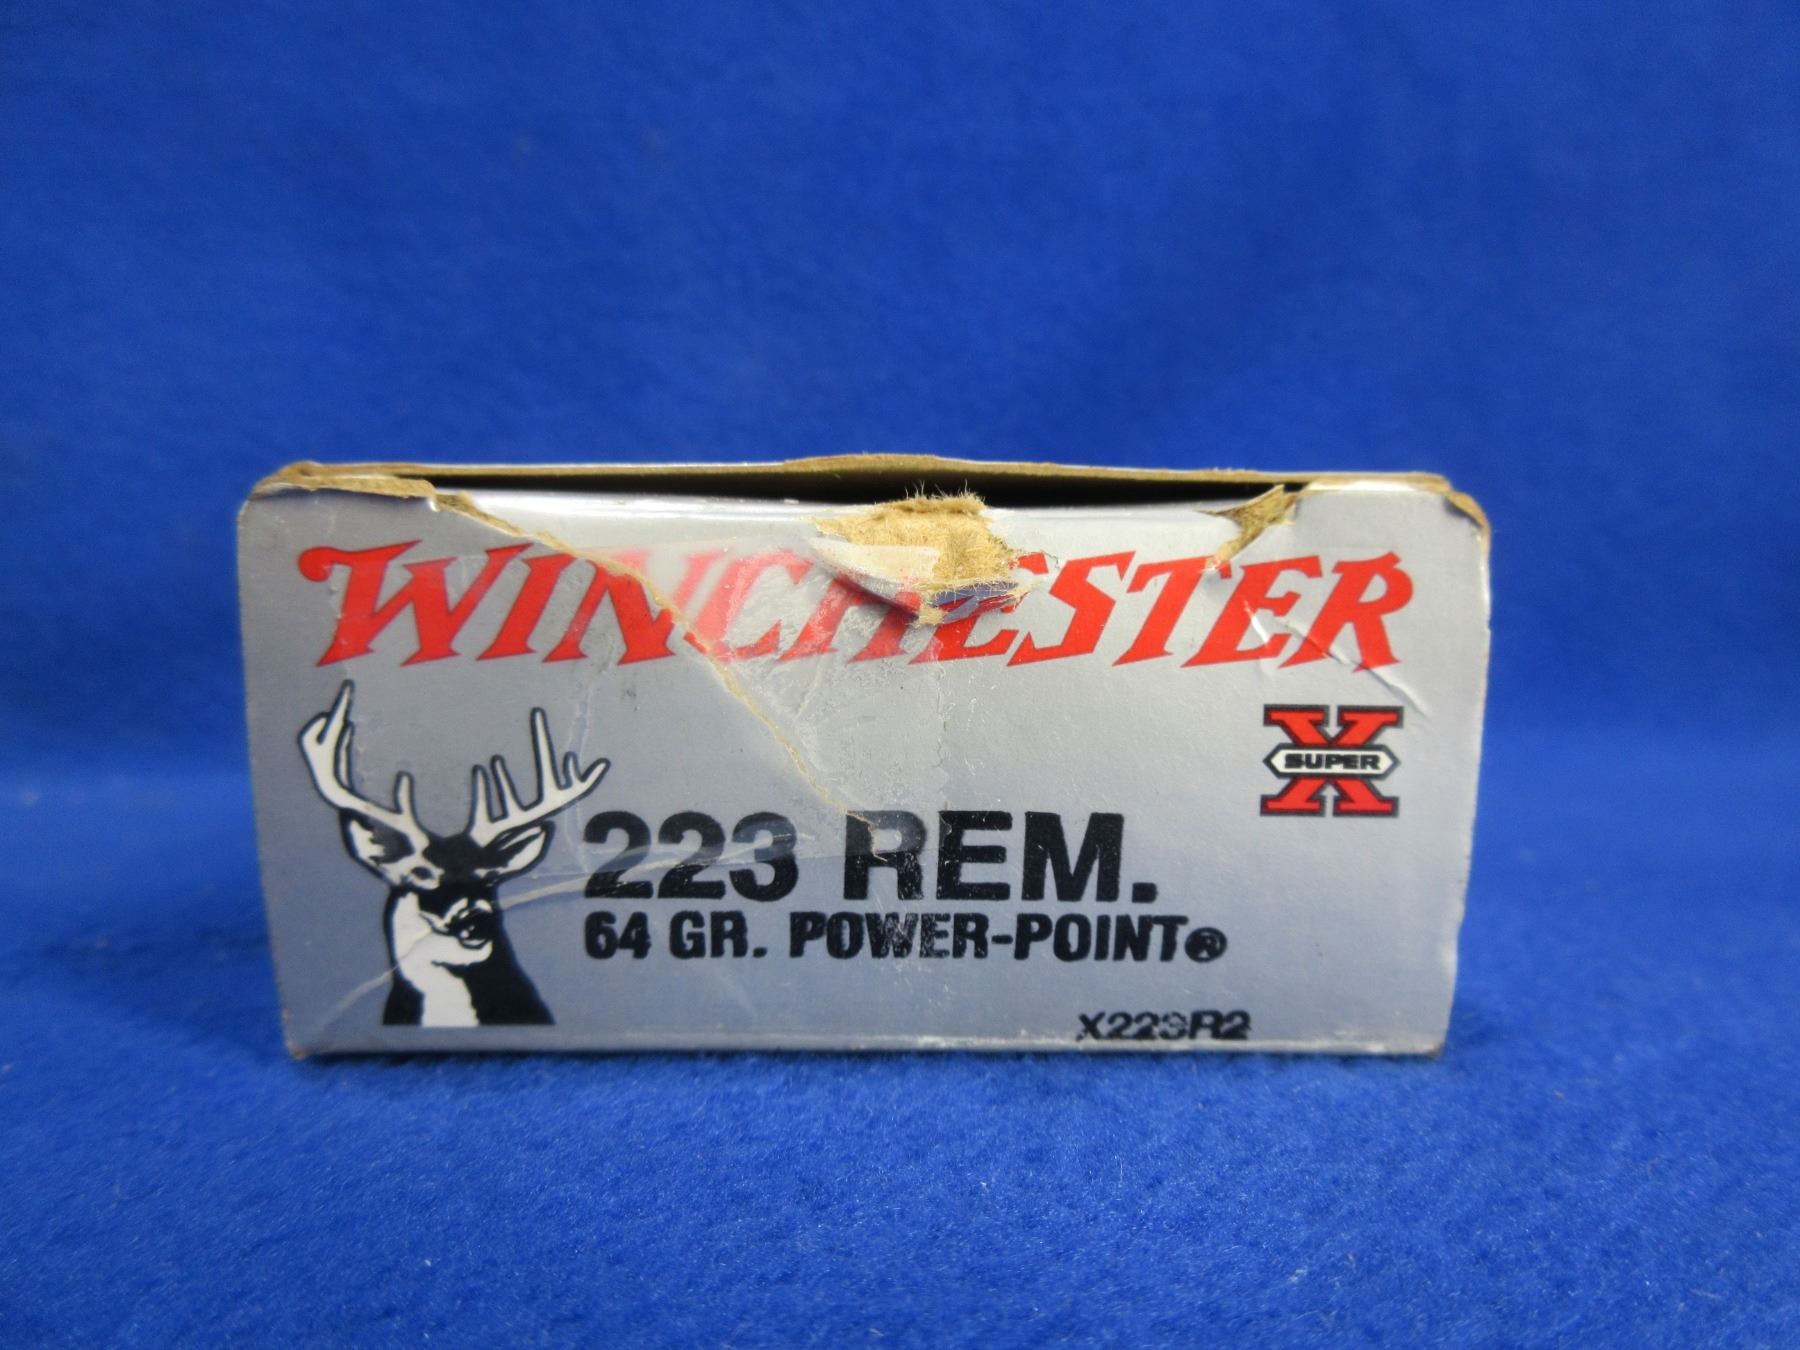 WINCHESTER
SUPER X
223 REM.
64 GR. POWER-POINT®
X223R2